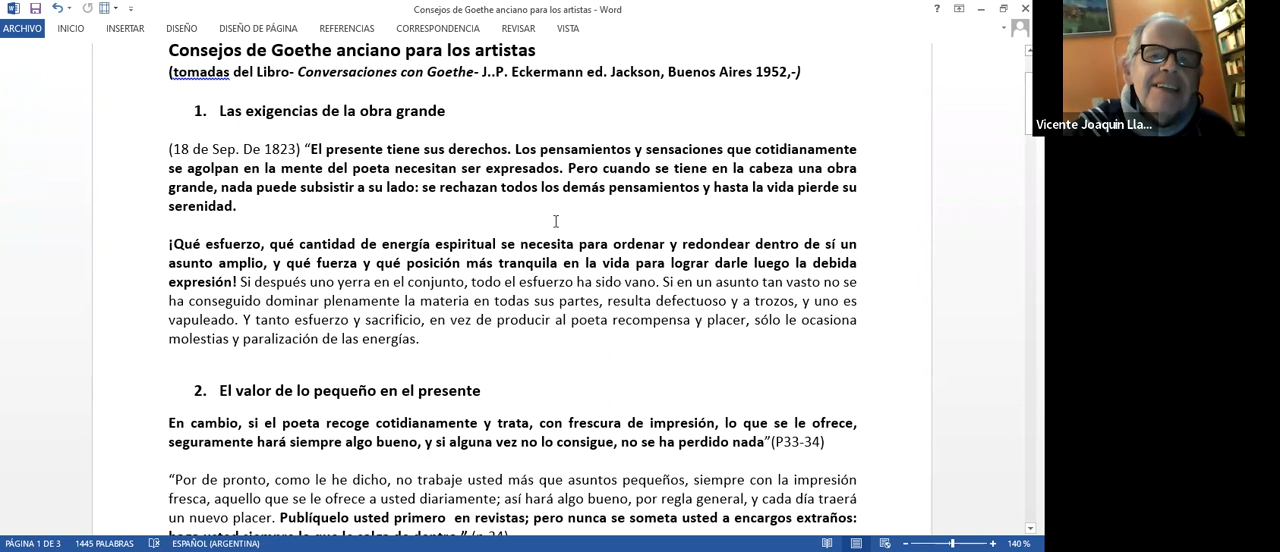 Consejos de Goethe anciano para los artistas - Word
ARCHIVO INICIO INSERTAR DISEÑO DISEÑO DE PÁGINA REFERENCIAS CORRESPONDENCIA REVISAR VISTA
Vicente Joaquin Lla...
Consejos de Goethe anciano para los artistas
(tomadas del Libro- Conversaciones con Goethe- J..P. Eckermann ed. Jackson, Buenos Aires 1952,-)
1. Las exigencias de la obra grande
(18 de Sep. De 1823) “El presente tiene sus derechos. Los pensamientos y sensaciones que cotidianamente
se agolpan en la mente del poeta necesitan ser expresados. Pero cuando se tiene en la cabeza una obra
grande, nada puede subsistir a su lado: se rechazan todos los demás pensamientos y hasta la vida pierde su
serenidad.
¡Qué esfuerzo, qué cantidad de energía espiritual se necesita para ordenar y redondear dentro de sí un
asunto amplio, y qué fuerza y qué posición más tranquila en la vida para lograr darle luego la debida
expresión! Si después uno yerra en el conjunto, todo el esfuerzo ha sido vano. Si en un asunto tan vasto no se
ha conseguido dominar plenamente la materia en todas sus partes, resulta defectuoso y a trozos, y uno es
vapuleado. Y tanto esfuerzo y sacrificio, en vez de producir al poeta recompensa y placer, sólo le ocasiona
molestias y paralización de las energías.
2. El valor de lo pequeño en el presente
En cambio, si el poeta recoge cotidianamente y trata, con frescura de impresión, lo que se le ofrece,
seguramente hará siempre algo bueno, y si alguna vez no lo consigue, no se ha perdido nada”(P33-34)
“Por de pronto, como le he dicho, no trabaje usted más que asuntos pequeños, siempre con la impresión
fresca, aquello que se le ofrece a usted diariamente; así hará algo bueno, por regla general, y cada día traerá
un nuevo placer. Publíquelo usted primero en revistas; pero nunca se someta usted a encargos extraños:
haga usted siempre lo que le salga de dentro.” (p.34)
PÁGINA 1 DE 3 1445 PALABRAS ESPAÑOL (ARGENTINA) 140 %